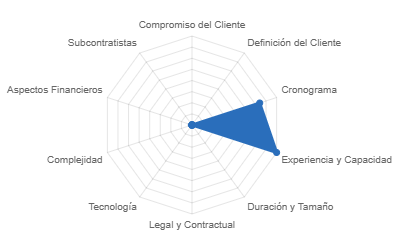 Compromiso del Cliente
Subcontratistas
Definición del Cliente
Aspectos Financieros
Cronograma
Complejidad
Experiencia y Capacidad
Tecnología
Duración y Tamaño
Legal y Contractual